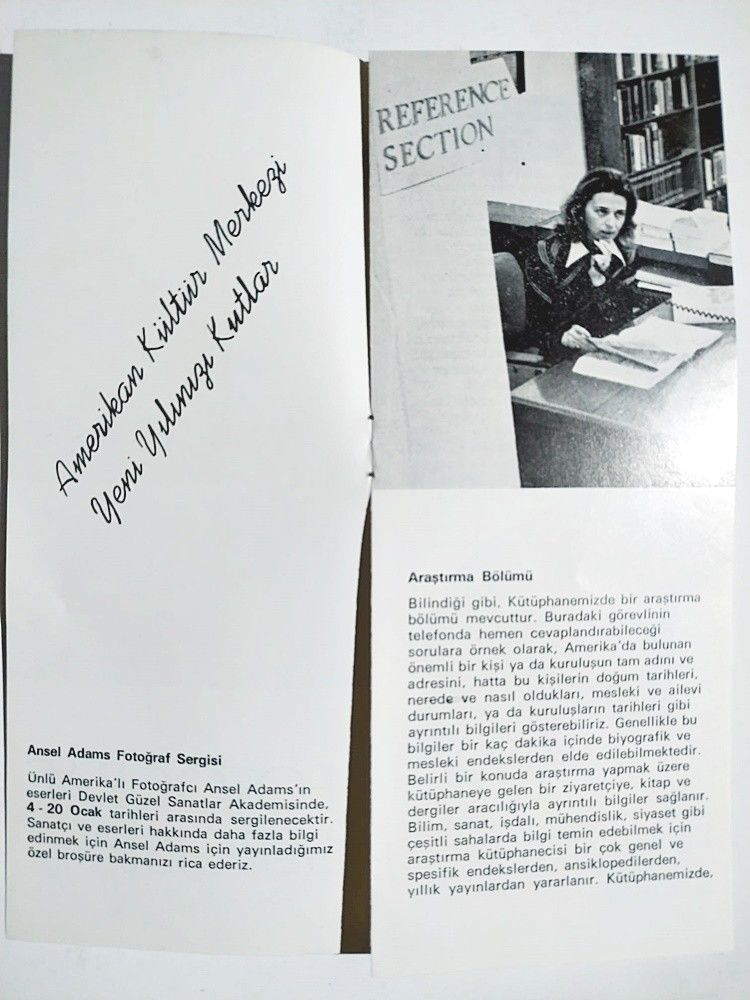 Amerikan Kültür Merkezi
Yeni Yılınızı Kutlar
Ansel Adams Fotoğraf Sergisi
Ünlü Amerika'lı Fotoğrafcı Ansel Adams'ın
eserleri Devlet Güzel Sanatlar Akademisinde,
4 - 20 Ocak tarihleri arasında sergilenecektir.
Sanatçı ve eserleri hakkında daha fazla bilgi
edinmek için Ansel Adams için yayınladığımız
özel broşüre bakmanızı rica ederiz.
REFERENCE
SECTION
Araştırma Bölümü
Bilindiği gibi, Kütüphanemizde bir araştırma
bölümü mevcuttur. Buradaki görevlinin
telefonda hemen cevaplandırabileceği
sorulara örnek olarak, Amerika'da bulunan
önemli bir kişi ya da kuruluşun tam adını ve
adresini, hatta bu kişilerin doğum tarihleri,
nerede ve nasıl oldukları, mesleki ve ailevi
durumları, ya da kuruluşların tarihleri gibi
ayrıntılı bilgileri gösterebiliriz. Genellikle bu
bilgiler bir kaç dakika içinde biyografik ve
mesleki endekslerden elde edilebilmektedir.
Belirli bir konuda araştırma yapmak üzere
kütüphaneye gelen bir ziyaretçiye, kitap ve
dergiler aracılığıyla ayrıntılı bilgiler sağlanır.
Bilim, sanat, işdalı, mühendislik, siyaset gibi
çeşitli sahalarda bilgi temin edebilmek için
araştırma kütüphanecisi bir çok genel ve
spesifik endekslerden, ansiklopedilerden,
yıllık yayınlardan yararlanır. Kütüphanemizde,